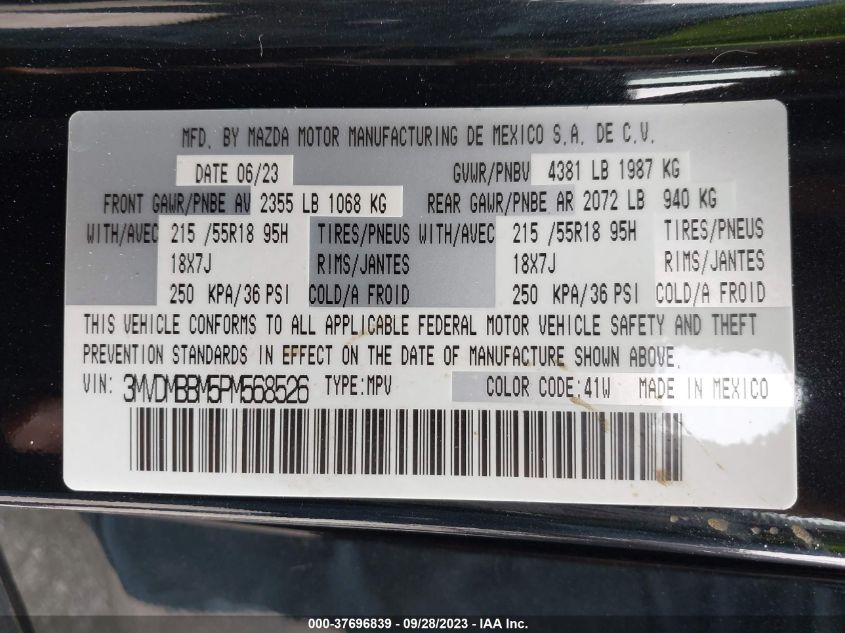 MFD. BY MAZDA MOTOR MANUFACTURING DE MEXICO S.A. DE C.V.
DATE 06/23 GVWR/PNBV 4381 LB 1987 KG
FRONT GAWR/PNBE AV 2355 LB 1068 KG REAR GAWR/PNBE AR 2072 LB 940 KG
WITH/AVEC 215 /55R18 95H TIRES/PNEUS WITH/AVEC 215 /55R18 95H TIRES/PNEUS
18X7J RIMS/JANTES 18X7J RIMS/JANTES
250 KPA/36 PSI COLD/A FROID 250 KPA/36 PSI COLD/A FROID
THIS VEHICLE CONFORMS TO ALL APPLICABLE FEDERAL MOTOR VEHICLE SAFETY AND THEFT
PREVENTION STANDARDS IN EFFECT ON THE DATE OF MANUFACTURE SHOWN ABOVE.
VIN: 3MVDMBBM5PM568526 TYPE:MPV COLOR CODE:41W MADE IN MEXICO
000-37696839 - 09/28/2023 - www.iaai.com